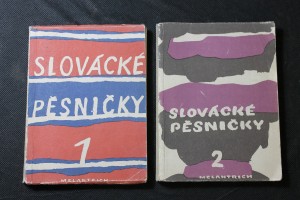 SLOVÁCKÉ
PĚSNIČKY
1
MELANTRICH
SLOVÁCKÉ
PĚSNIČKY
2
MELANTRICH